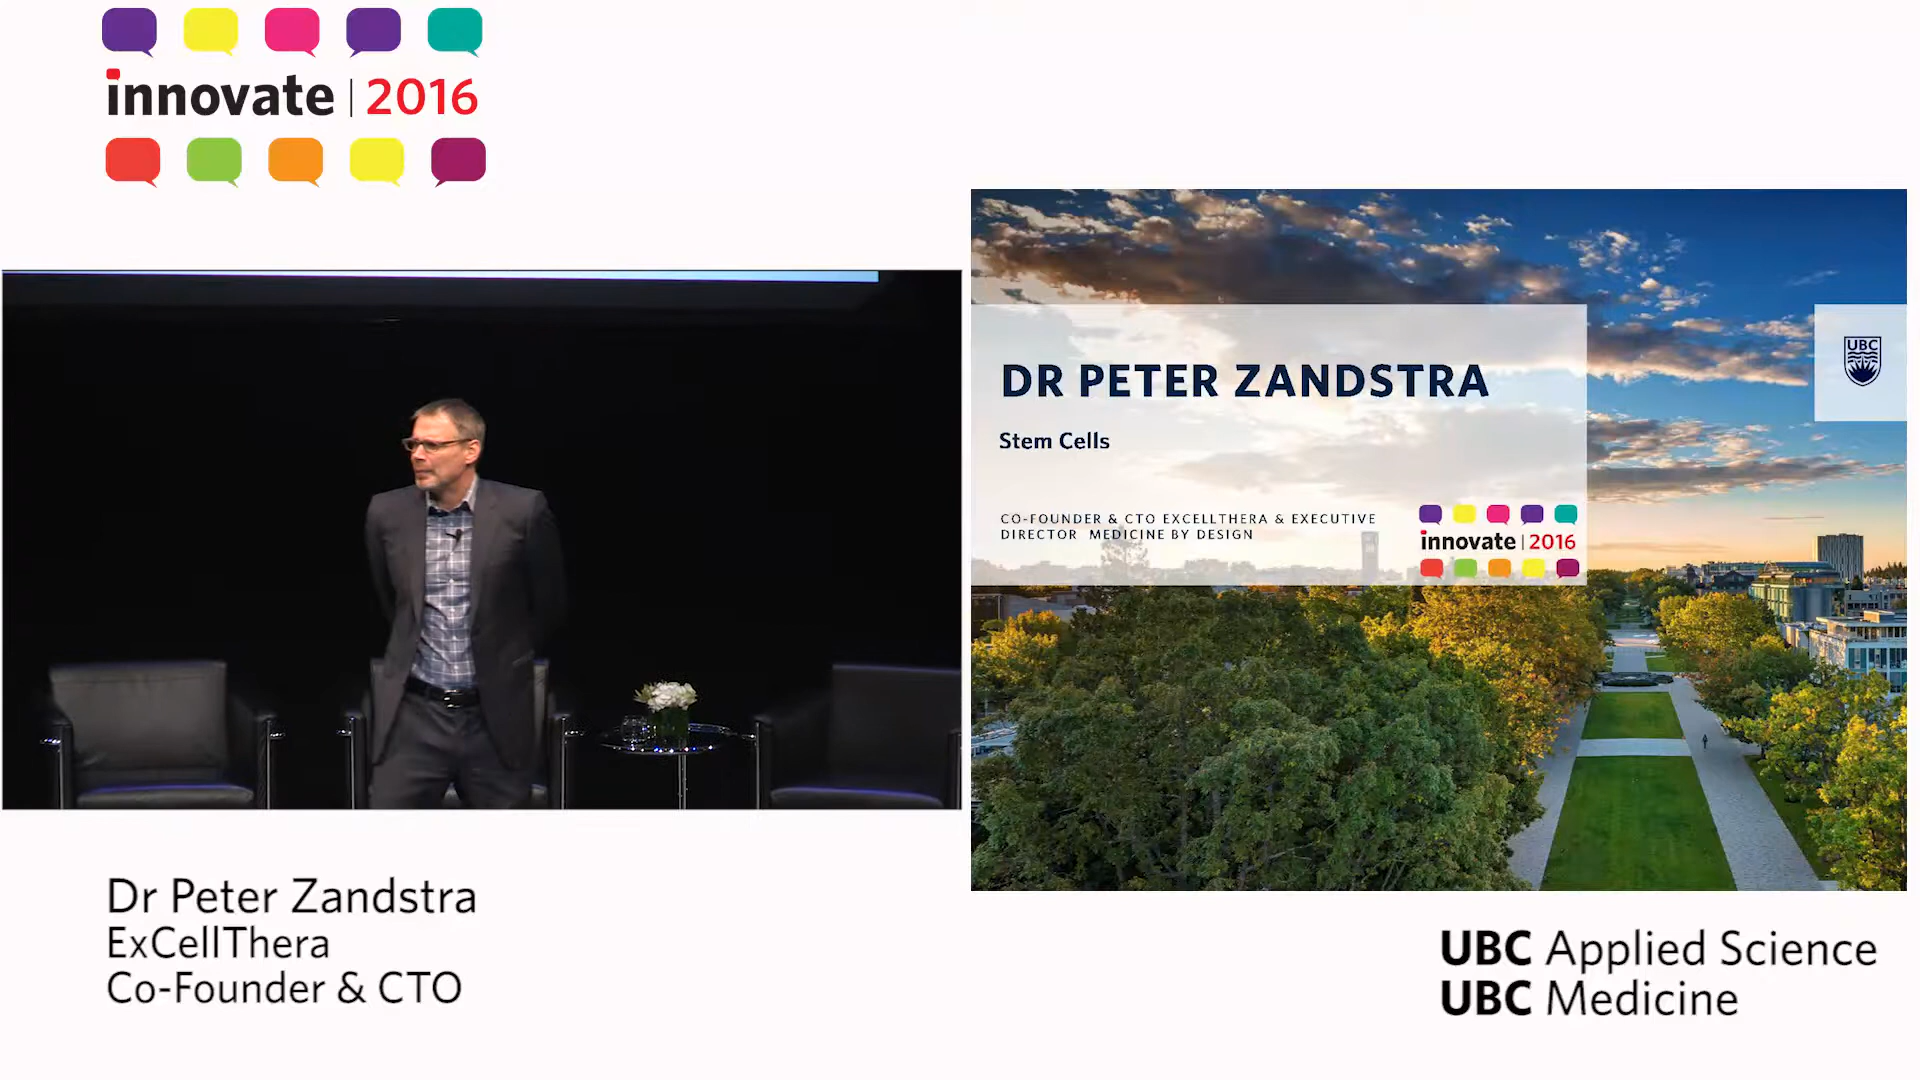 innovate | 2016
DR PETER ZANDSTRA
Stem Cells
CO-FOUNDER & CTO EXCELLTHERA & EXECUTIVE
DIRECTOR MEDICINE BY DESIGN
innovate | 2016
UBC
Dr Peter Zandstra
ExCellThera
Co-Founder & CTO
UBC Applied Science
UBC Medicine